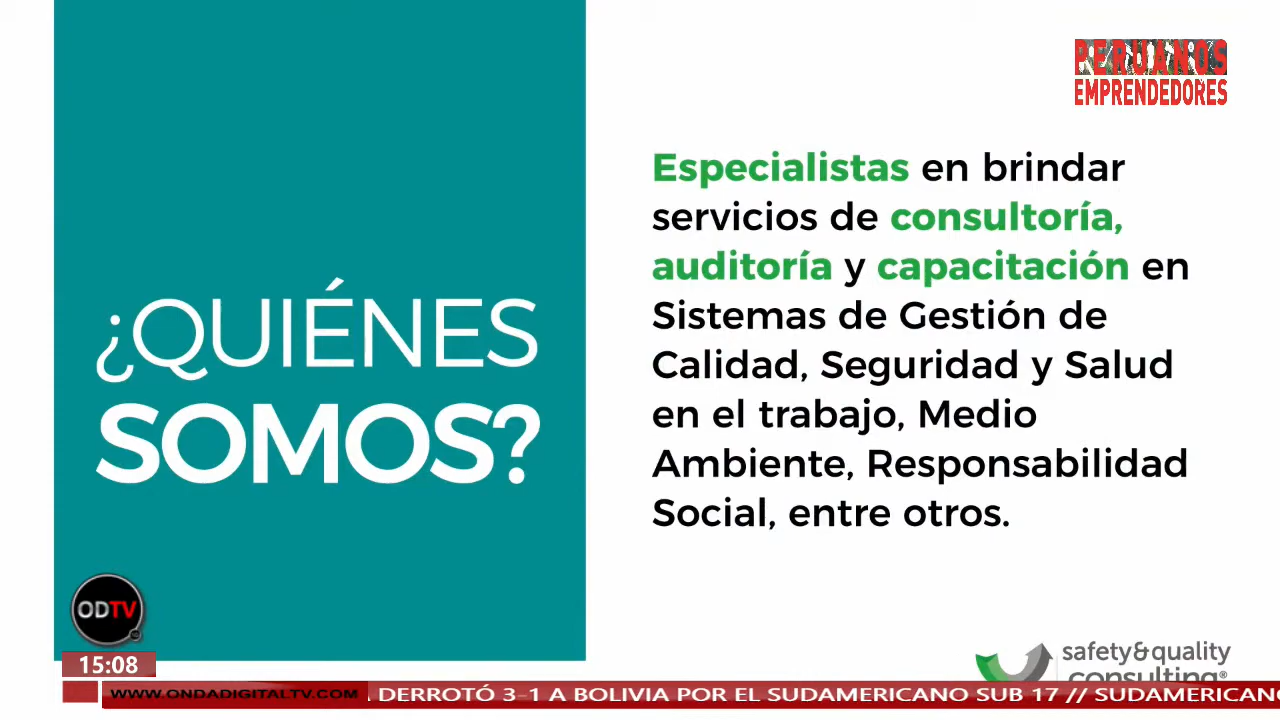 PERUANOS
EMPRENDEDORES
Especialistas en brindar
servicios de consultoría,
auditoría y capacitación en
Sistemas de Gestión de
Calidad, Seguridad y Salud
en el trabajo, Medio
Ambiente, Responsabilidad
Social, entre otros.
¿QUIÉNES
SOMOS?
ODTV
15:08
safety&quality
consulting®
WWW.ONDADIGITALTV.COM
A DERROTÓ 3-1 A BOLIVIA POR EL SUDAMERICANO SUB 17 // SUDAMERICANO